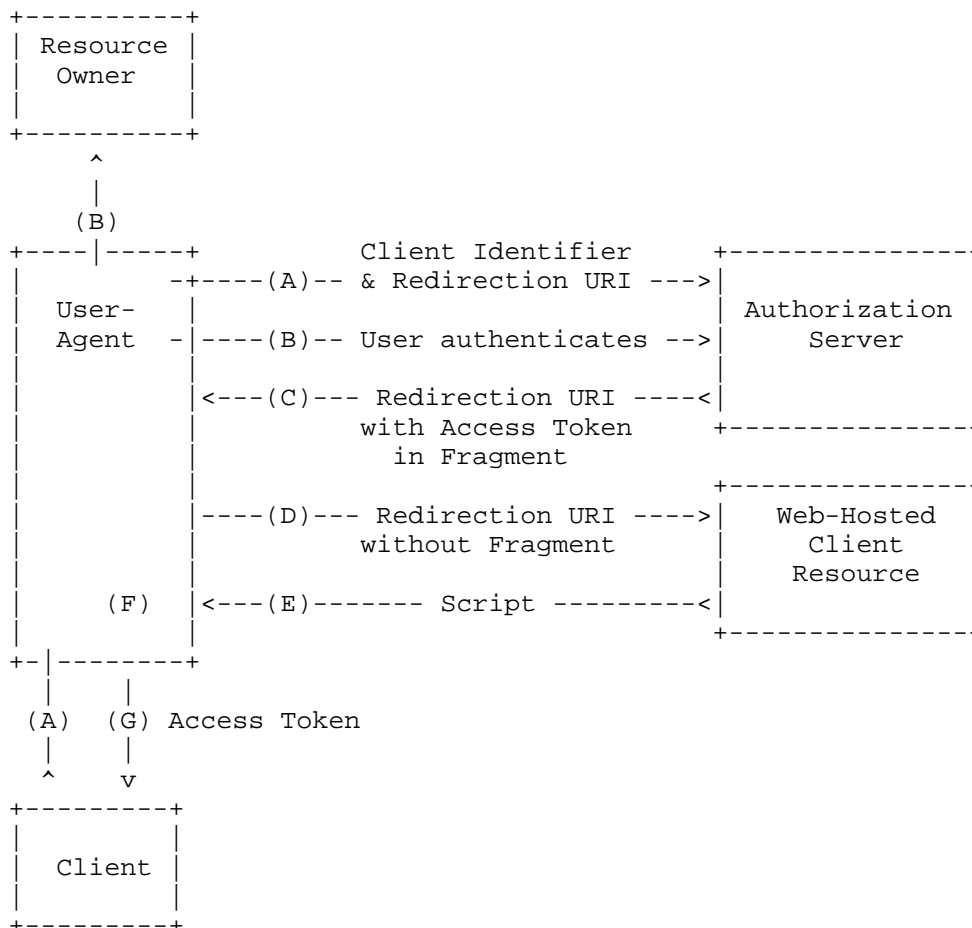 +----------+
| Resource |
|  Owner   |
|          |
+----------+
     ^
     |
    (B)
+----|-----+          Client Identifier     +---------------
|         -+----(A)-- & Redirection URI --->|
|  User-   |                                | Authorization
|  Agent  -|----(B)-- User authenticates -->|     Server
|          |                                |
|          |<---(C)--- Redirection URI ----<|
|          |          with Access Token     +---------------
|          |            in Fragment
|          |                                +---------------
|          |----(D)--- Redirection URI ---->|   Web-Hosted
|          |          without Fragment      |     Client
|          |                                |    Resource
|     (F)  |<---(E)------- Script ---------<|
|          |                                +---------------
+-|--------+
  |    |
 (A)  (G) Access Token
  |    |
  ^    v
+---------+
|         |
|  Client |
|         |
+---------+